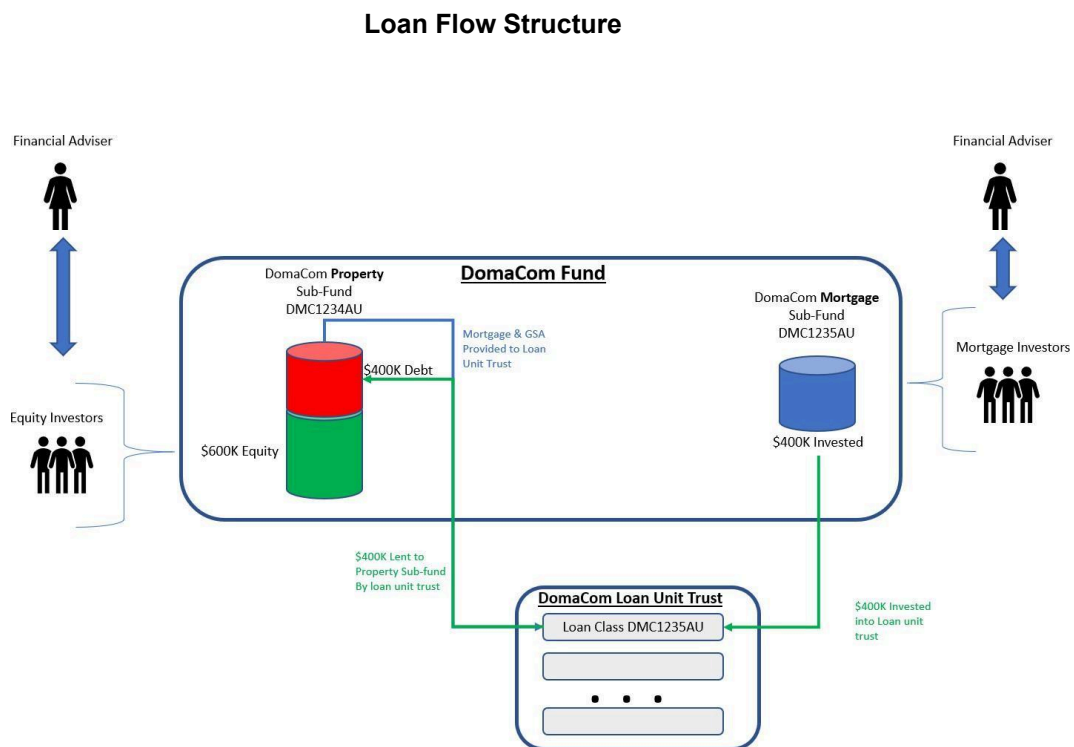 Loan Flow Structure
Financial Adviser
Financial Adviser
DomaCom Fund
DomaCom Property
Sub-Fund
DMC1234AU
DomaCom Mortgage
Sub-Fund
DMC1235AU
Mortgage & GSA
Provided to Loan
Unit Trust
Mortgage Investors
$400K Debt
Equity Investors
$600K Equity
$400K Invested
$400K Lent to
Property Sub-fund
By loan unit trust
DomaCom Loan Unit Trust
Loan Class DMC1235AU
$400K Invested
into Loan unit
trust